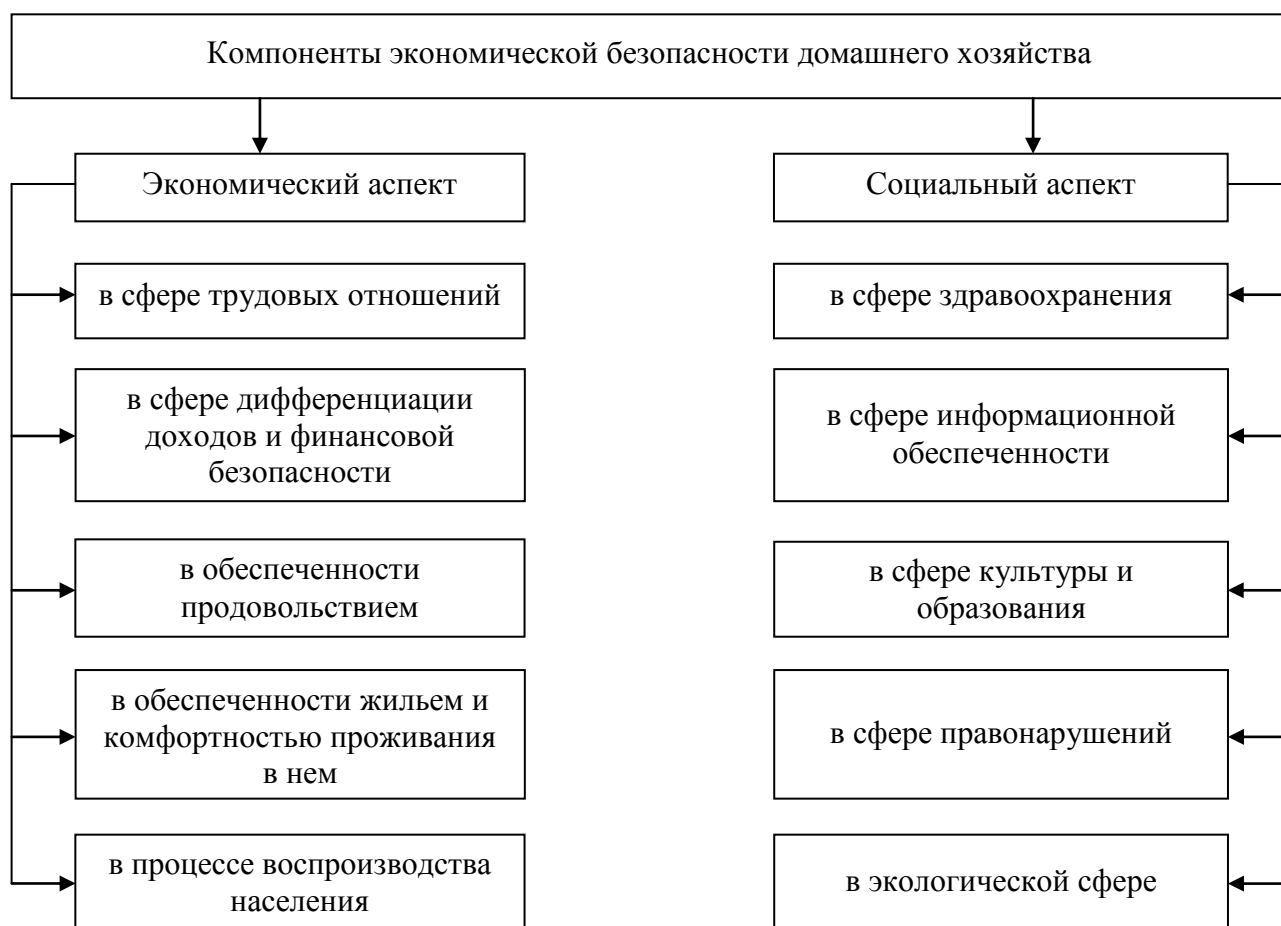 Компоненты экономической безопасности домашнего хозяйства
Экономический аспект
в сфере трудовых отношений
в сфере дифференциации
доходов и финансовой
безопасности
в обеспеченности
продовольствием
в обеспеченности жильем и
комфортностью проживания
в нем
в процессе воспроизводства
населения
Социальный аспект
в сфере здравоохранения
в сфере информационной
обеспеченности
в сфере культуры и
образования
в сфере правонарушений
в экологической сфере